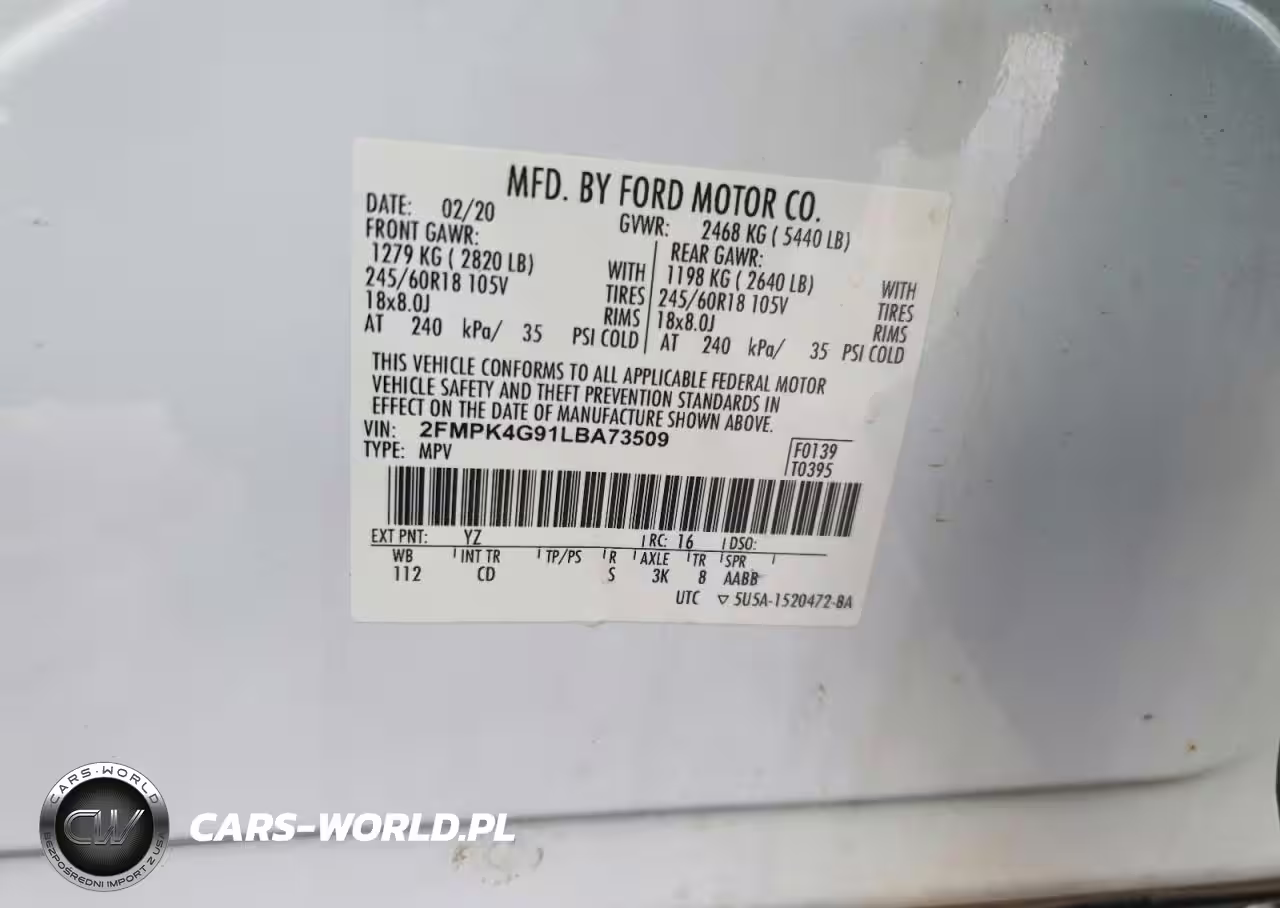 MFD. BY FORD MOTOR CO.
DATE: 02/20 GVWR: 2468 KG ( 5440 LB)
FRONT GAWR: REAR GAWR:
1279 KG ( 2820 LB) WITH 1198 KG ( 2640 LB) WITH
245/60R18 105V TIRES 245/60R18 105V TIRES
18x8.0J RIMS 18x8.0J RIMS
AT 240 kPa/ 35 PSI COLD AT 240 kPa/ 35 PSI COLD
THIS VEHICLE CONFORMS TO ALL APPLICABLE FEDERAL MOTOR
VEHICLE SAFETY AND THEFT PREVENTION STANDARDS IN
EFFECT ON THE DATE OF MANUFACTURE SHOWN ABOVE.
VIN: 2FMPK4G91LBA73509
TYPE: MPV F0139
T0395
EXT PNT: YZ RC: 16 DSO:
WB INT TR TP/PS R AXLE TR SPR
112 CD S 3K 8 AABB
UTC ▽ 5U5A-1520472-BA
CARS-WORLD
CW
BEZPOŚREDNI IMPORT Z USA
CARS-WORLD.PL